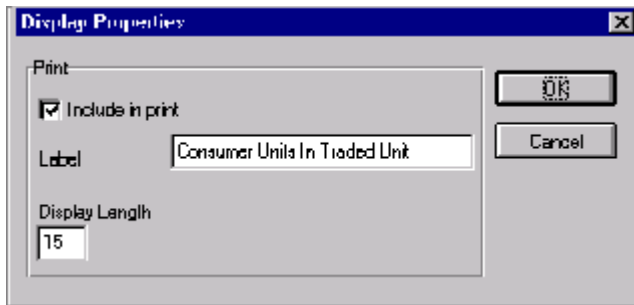 Display Properties
Print
Include in print
OK
Label
Consumer Units In Traded Unit
Cancel
Display Length
15